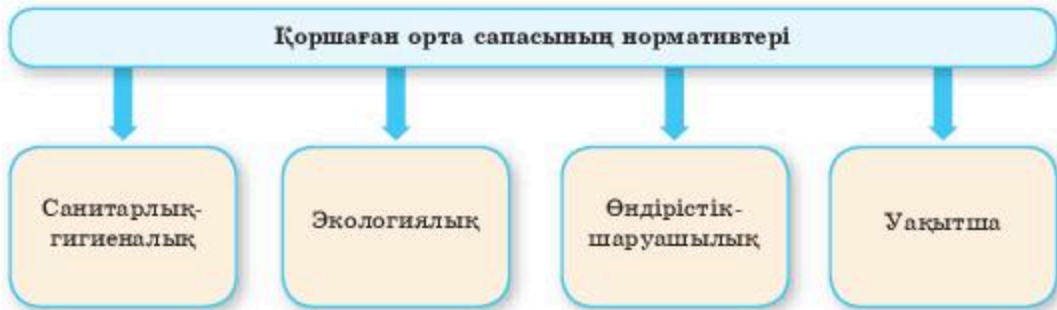 Қоршаған орта сапасының нормативтері
Санитарлық-
гигиеналық
Экологиялық
Өндірістік-
шаруашылық
Уақытша